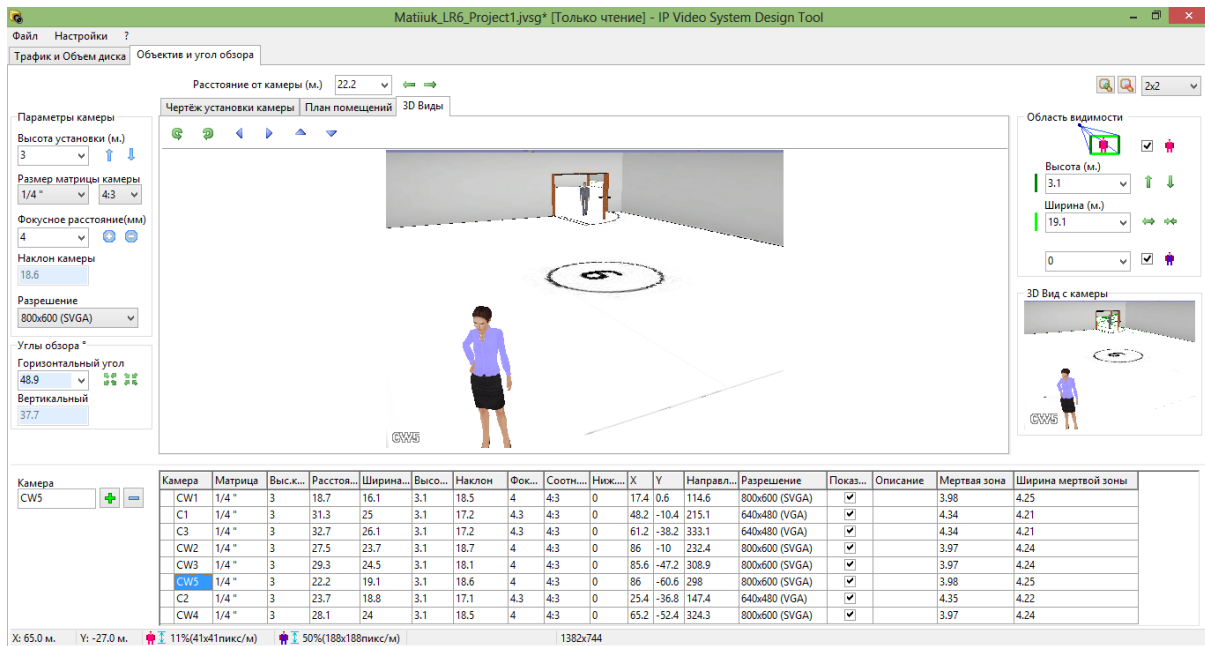 Matiiuk_LR6_Project1.jvsg* [Только чтение] - IP Video System Design Tool
Файл Настройки ?
Трафик и Объем диска Объектив и угол обзора
Расстояние от камеры (м.) 22.2 2x2
Чертёж установки камеры План помещений 3D Виды
Параметры камеры
Высота установки (м.)
3
Размер матрицы камеры
1/4 " 4:3
Фокусное расстояние(мм)
4
Наклон камеры
18.6
Разрешение
800x600 (SVGA)
Углы обзора °
Горизонтальный угол
48.9
Вертикальный
37.7
CW5
Область видимости
Высота (м.)
3.1
Ширина (м.)
19.1
0
3D Вид с камеры
CW5
Камера
CW5
Камера Матрица Выс.к... Расстоя... Ширина... Высо... Наклон Фок... Соотн.... Ниж.... X Y Направл... Разрешение Показ... Описание Мертвая зона Ширина мертвой зоны
CW1 1/4 " 3 18.7 16.1 3.1 18.5 4 4:3 0 17.4 0.6 114.6 800x600 (SVGA) 3.98 4.25
C1 1/4 " 3 31.3 25 3.1 17.2 4.3 4:3 0 48.2 -10.4 215.1 640x480 (VGA) 4.34 4.21
C3 1/4 " 3 32.7 26.1 3.1 17.2 4.3 4:3 0 61.2 -38.2 333.1 640x480 (VGA) 4.34 4.21
CW2 1/4 " 3 27.5 23.7 3.1 18.7 4 4:3 0 86 -10 232.4 800x600 (SVGA) 3.97 4.24
CW3 1/4 " 3 29.3 24.5 3.1 18.1 4 4:3 0 85.6 -47.2 308.9 800x600 (SVGA) 3.97 4.24
CW5 1/4 " 3 22.2 19.1 3.1 18.6 4 4:3 0 86 -60.6 298 800x600 (SVGA) 3.98 4.25
C2 1/4 " 3 23.7 18.8 3.1 17.1 4.3 4:3 0 25.4 -36.8 147.4 640x480 (VGA) 4.35 4.22
CW4 1/4 " 3 28.1 24 3.1 18.5 4 4:3 0 65.2 -52.4 324.3 800x600 (SVGA) 3.97 4.24
X: 65.0 м. Y: -27.0 м. 11%(41x41пикс/м) 50%(188x188пикс/м) 1382x744